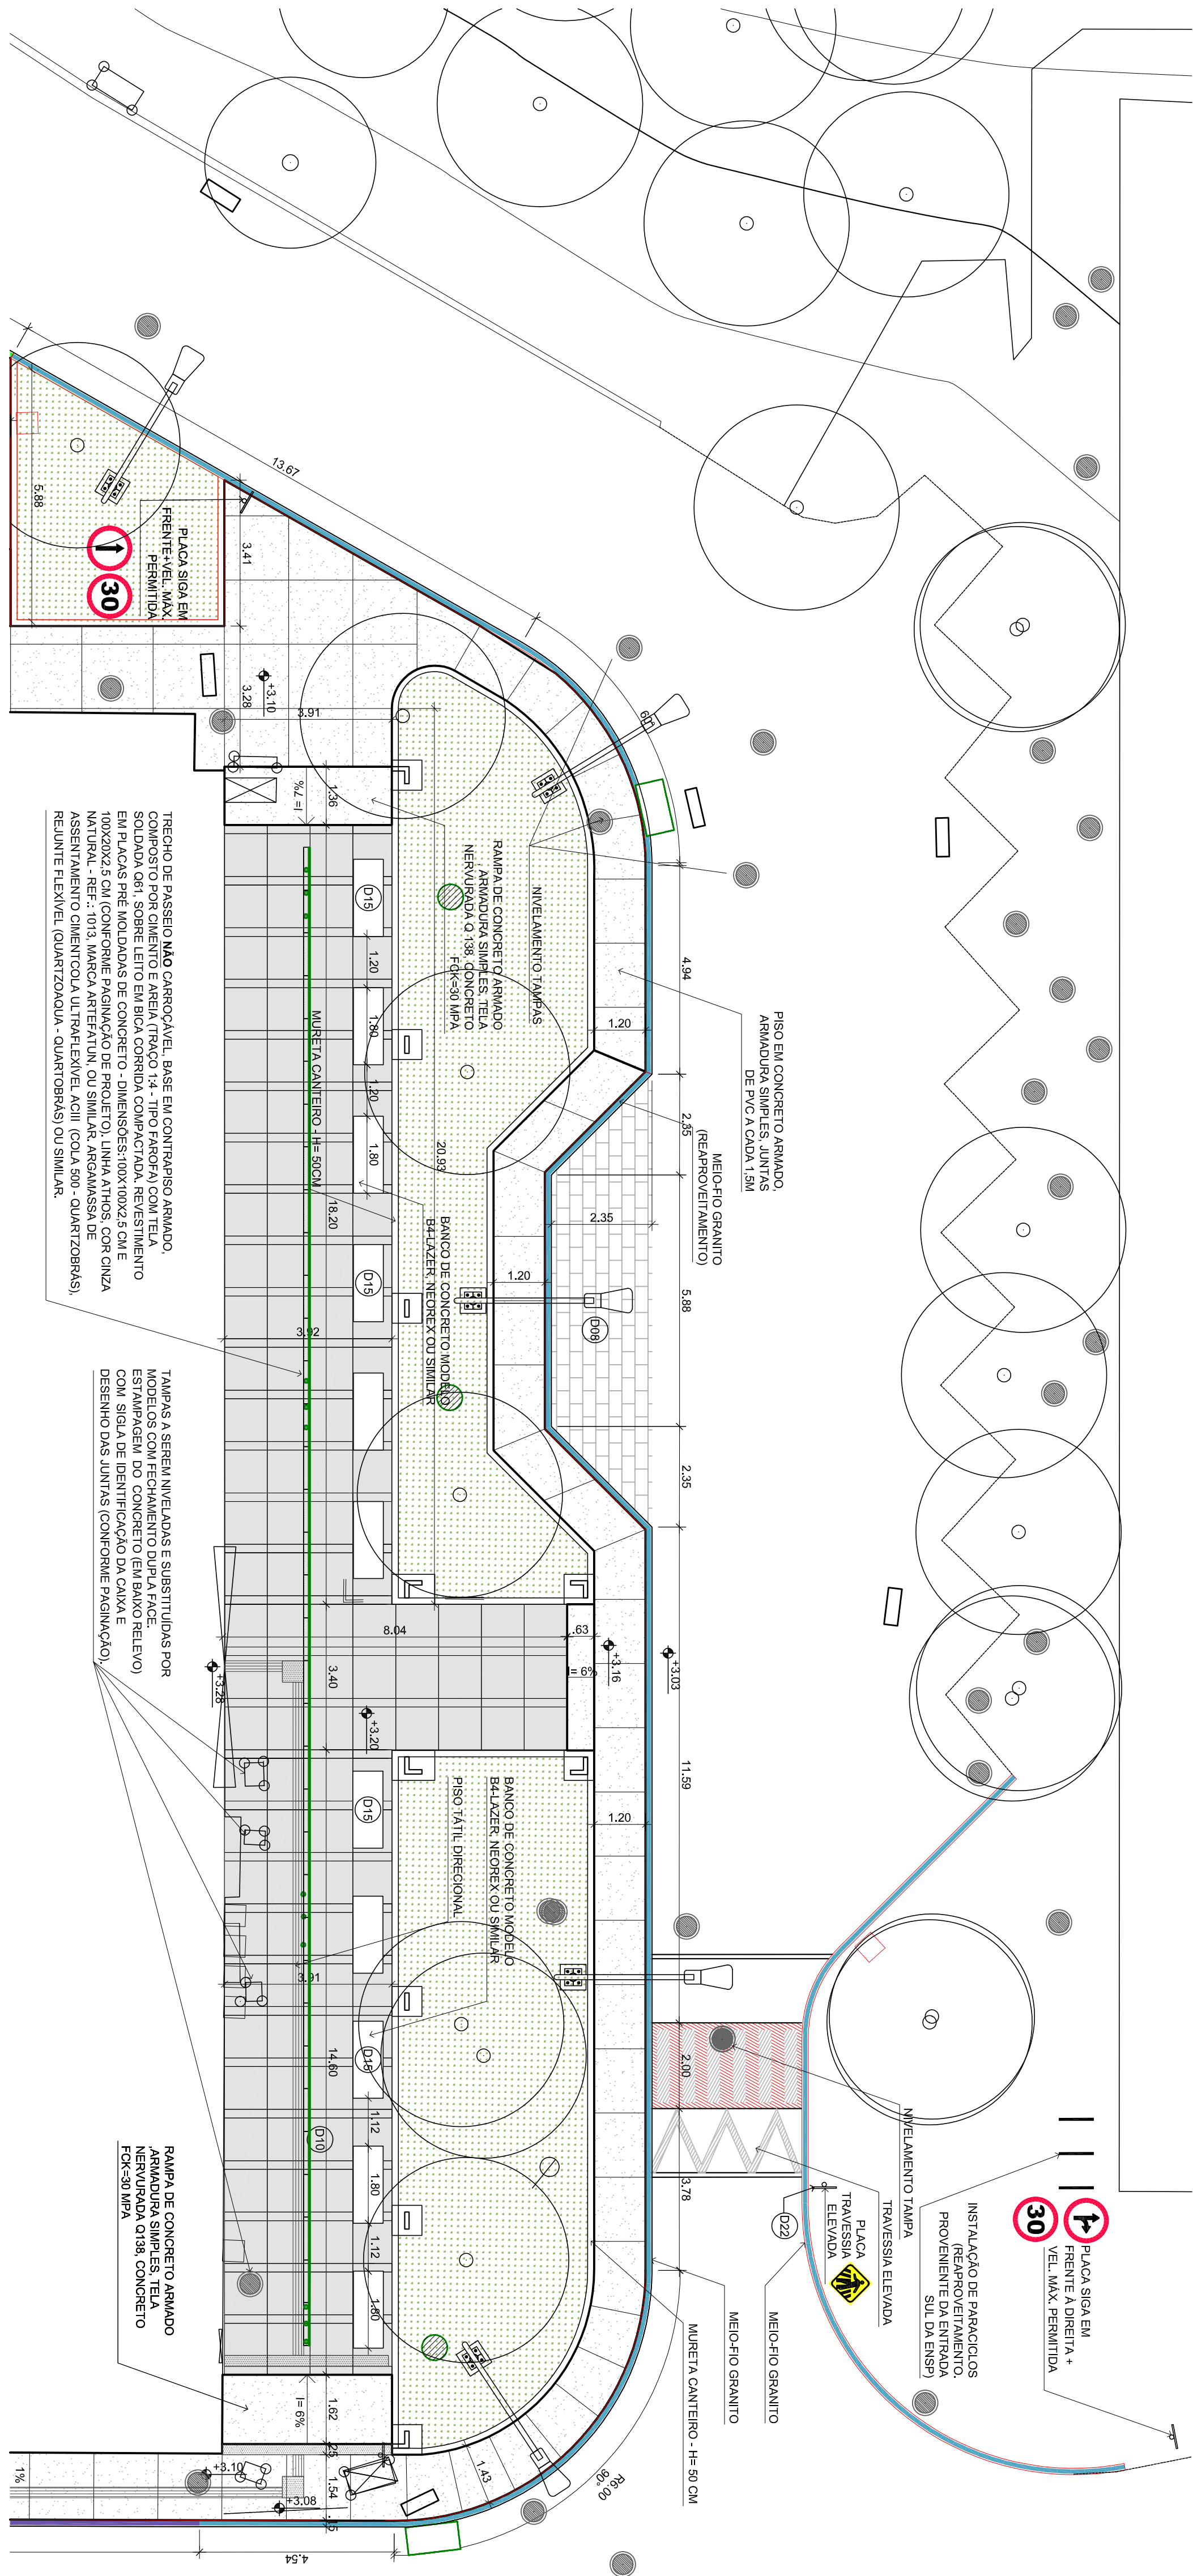 13.67
5.88
PLACA SIGA EM
FRENTE+VEL. MÁX.
PERMITIDA
30
3.41
3.28
+3.10
3.91
1.36
I= 7%
NIVELAMENTO TAMPAS
RAMPA DE CONCRETO ARMADO
, ARMADURA SIMPLES, TELA
NERVURADA Q 138, CONCRETO
FCK=30 MPA
PISO EM CONCRETO ARMADO,
ARMADURA SIMPLES, JUNTAS
DE PVC A CADA 1,5M
4.94
1.20
MEIO-FIO GRANITO
(REAPROVEITAMENTO)
2.35
2.35
5.88
2.35
1.20
D08
D15
1.20
1.80
1.20
1.80
D15
MURETA CANTEIRO - H= 50CM
20.93
18.20
3.92
BANCO DE CONCRETO MODELO
B4-LAZER, NEOREX OU SIMILAR
TRECHO DE PASSEIO NÃO CARROÇÁVEL. BASE EM CONTRAPISO ARMADO,
COMPOSTO POR CIMENTO E AREIA (TRAÇO 1:4 - TIPO FAROFA) COM TELA
SOLDADA Q61, SOBRE LEITO EM BICA CORRIDA COMPACTADA. REVESTIMENTO
EM PLACAS PRÉ MOLDADAS DE CONCRETO - DIMENSÕES:100X100X2,5 CM E
100X20X2,5 CM (CONFORME PAGINAÇÃO DE PROJETO), LINHA ATHOS, COR CINZA
NATURAL - REF.: 1013, MARCA ARTEFATUN, OU SIMILAR. ARGAMASSA DE
ASSENTAMENTO CIMENTCOLA ULTRAFLEXÍVEL ACIII (COLA 500 - QUARTZOBRÁS),
REJUNTE FLEXÍVEL (QUARTZOAQUA - QUARTOBRÁS) OU SIMILAR.
TAMPAS A SEREM NIVELADAS E SUBSTITUÍDAS POR
MODELOS COM FECHAMENTO DUPLA FACE.
ESTAMPAGEM DO CONCRETO (EM BAIXO RELEVO)
COM SIGLA DE IDENTIFICAÇÃO DA CAIXA E
DESENHO DAS JUNTAS (CONFORME PAGINAÇÃO).
8.04
.63
3.40
I= 6%
+3.16
+3.03
+3.28
+3.20
11.59
1.20
D15
BANCO DE CONCRETO MODELO
B4-LAZER, NEOREX OU SIMILAR
PISO TÁTIL DIRECIONAL
3.91
14.60
D15
1.12
1.80
1.12
1.80
D10
2.00
3.78
NIVELAMENTO TAMPA
TRAVESSIA ELEVADA
PLACA
TRAVESSIA
ELEVADA
D22
PLACA SIGA EM
FRENTE À DIREITA +
VEL. MÁX. PERMITIDA
30
INSTALAÇÃO DE PARACICLOS
(REAPROVEITAMENTO.
PROVENIENTE DA ENTRADA
SUL DA ENSP)
MEIO-FIO GRANITO
MEIO-FIO GRANITO
MURETA CANTEIRO - H= 50 CM
RAMPA DE CONCRETO ARMADO
ARMADURA SIMPLES, TELA
NERVURADA Q138, CONCRETO
FCK=30 MPA
I= 6%
1.62
.25
1.54
.15
1.43
R6.00
90°
+3.10
+3.08
1%
4.54